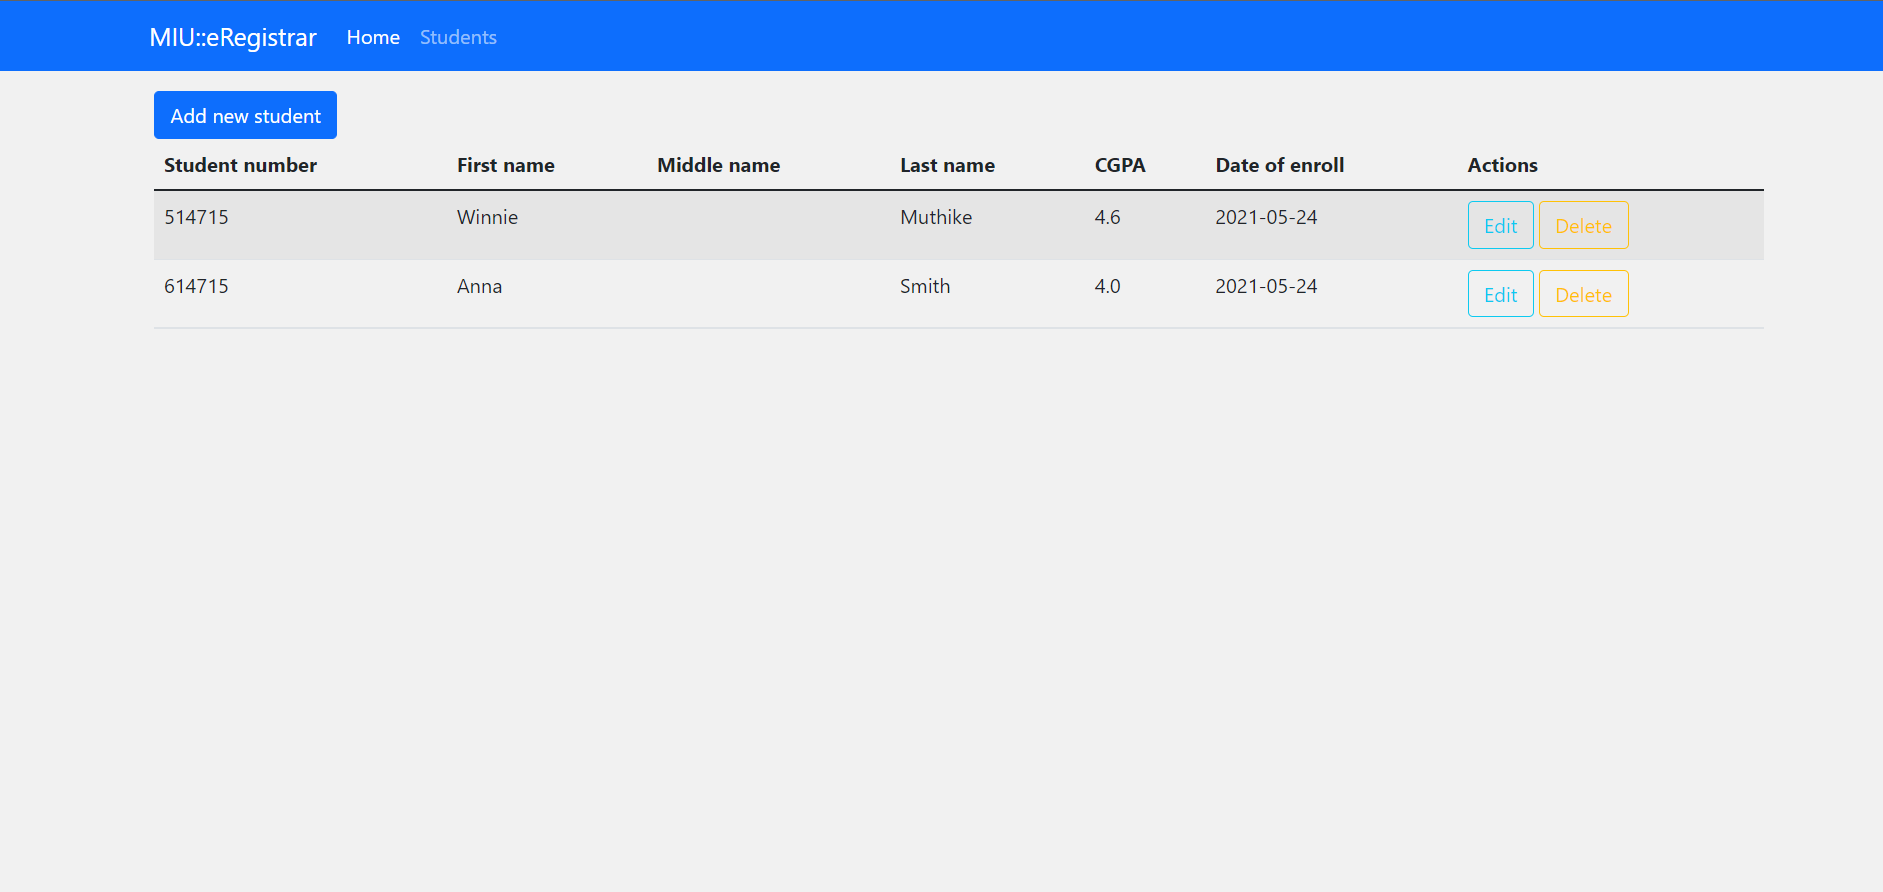 MIU::eRegistrar Home Students
Add new student
Student number First name Middle name Last name CGPA Date of enroll Actions
514715 Winnie Muthike 4.6 2021-05-24 Edit Delete
614715 Anna Smith 4.0 2021-05-24 Edit Delete